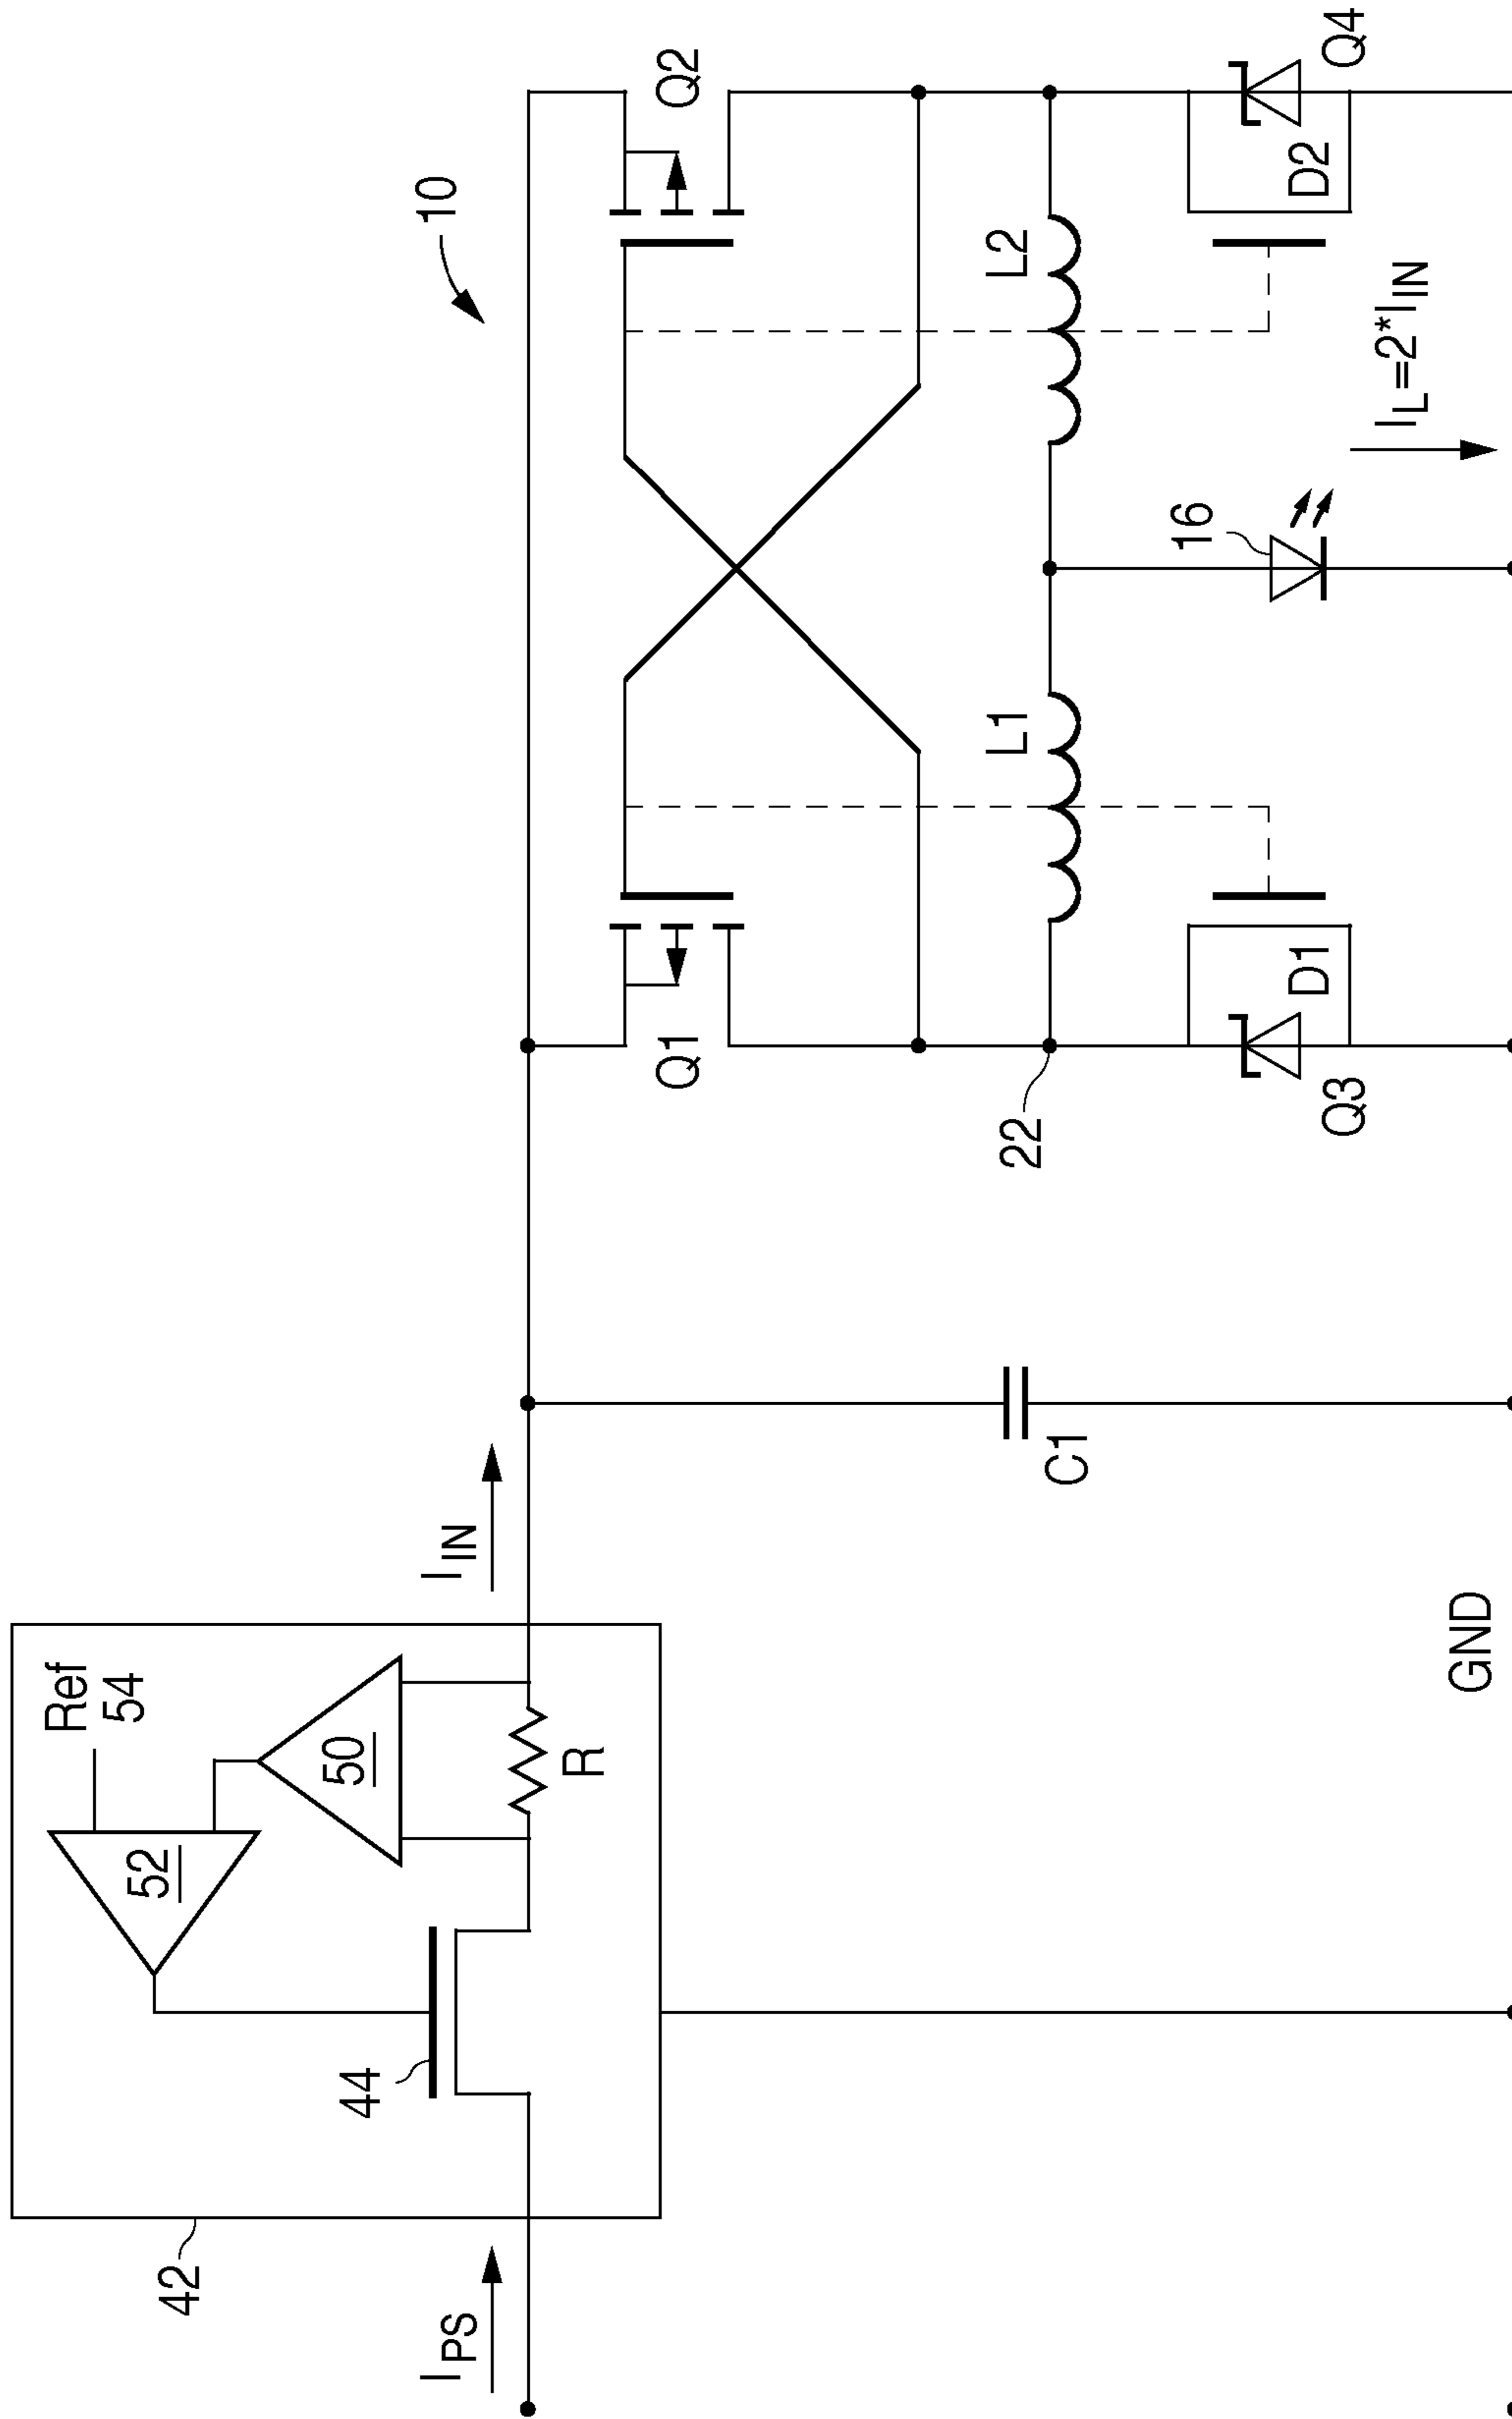 42
Ref
54
52
50
44
R
I_PS
I_IN
10
Q1
Q2
C1
22
L1
L2
D1
D2
Q3
Q4
16
I_L=2*I_IN
GND